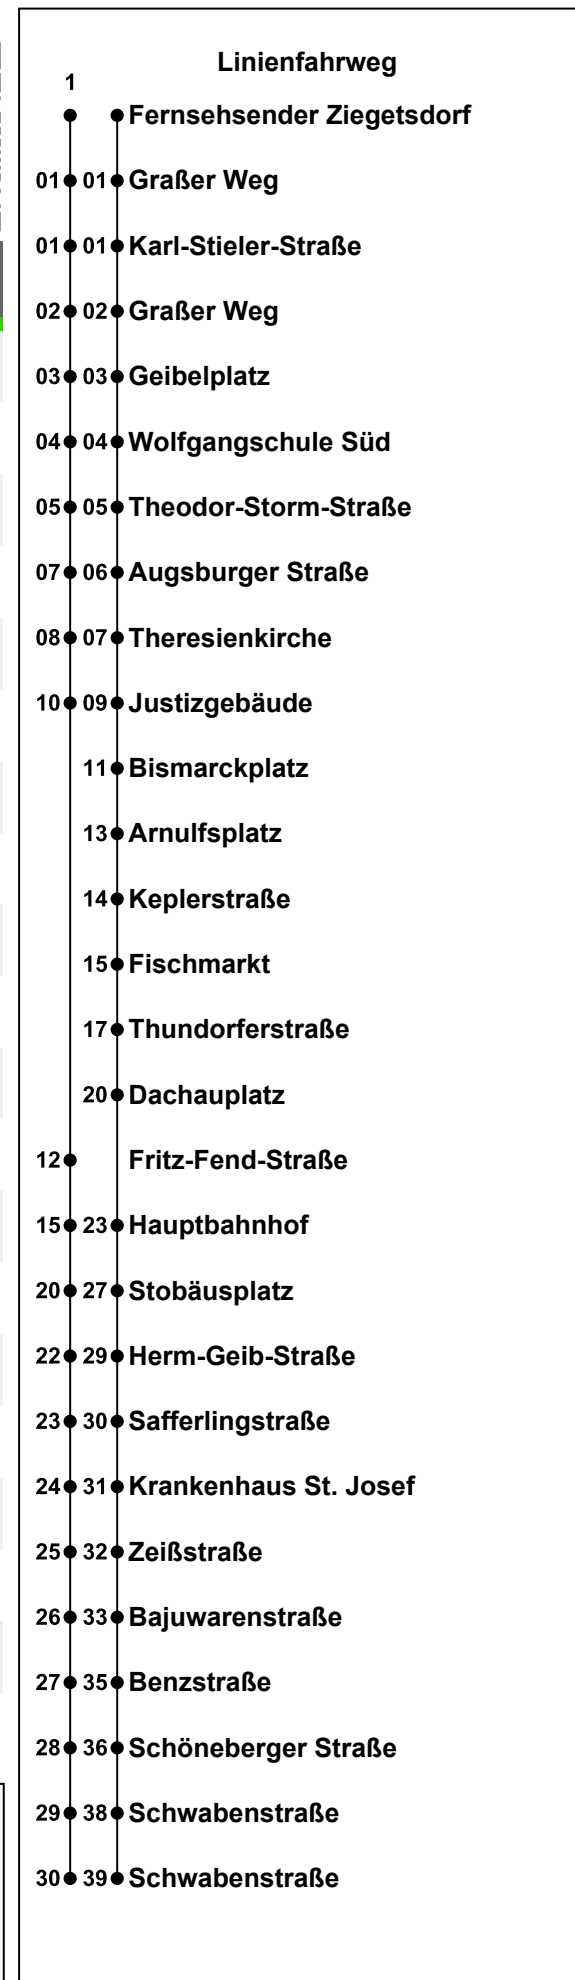 Linienfahrweg
1
Fernsehsender Ziegetsdorf
01 01 Graßer Weg
01 01 Karl-Stieler-Straße
02 02 Graßer Weg
03 03 Geibelplatz
04 04 Wolfgangschule Süd
05 05 Theodor-Storm-Straße
07 06 Augsburger Straße
08 07 Theresienkirche
10 09 Justizgebäude
11 Bismarckplatz
13 Arnulfsplatz
14 Keplerstraße
15 Fischmarkt
17 Thundorferstraße
20 Dachauplatz
12 Fritz-Fend-Straße
15 23 Hauptbahnhof
20 27 Stobäusplatz
22 29 Herm-Geib-Straße
23 30 Safferlingstraße
24 31 Krankenhaus St. Josef
25 32 Zeißstraße
26 33 Bajuwarenstraße
27 35 Benzstraße
28 36 Schöneberger Straße
29 38 Schwabenstraße
30 39 Schwabenstraße